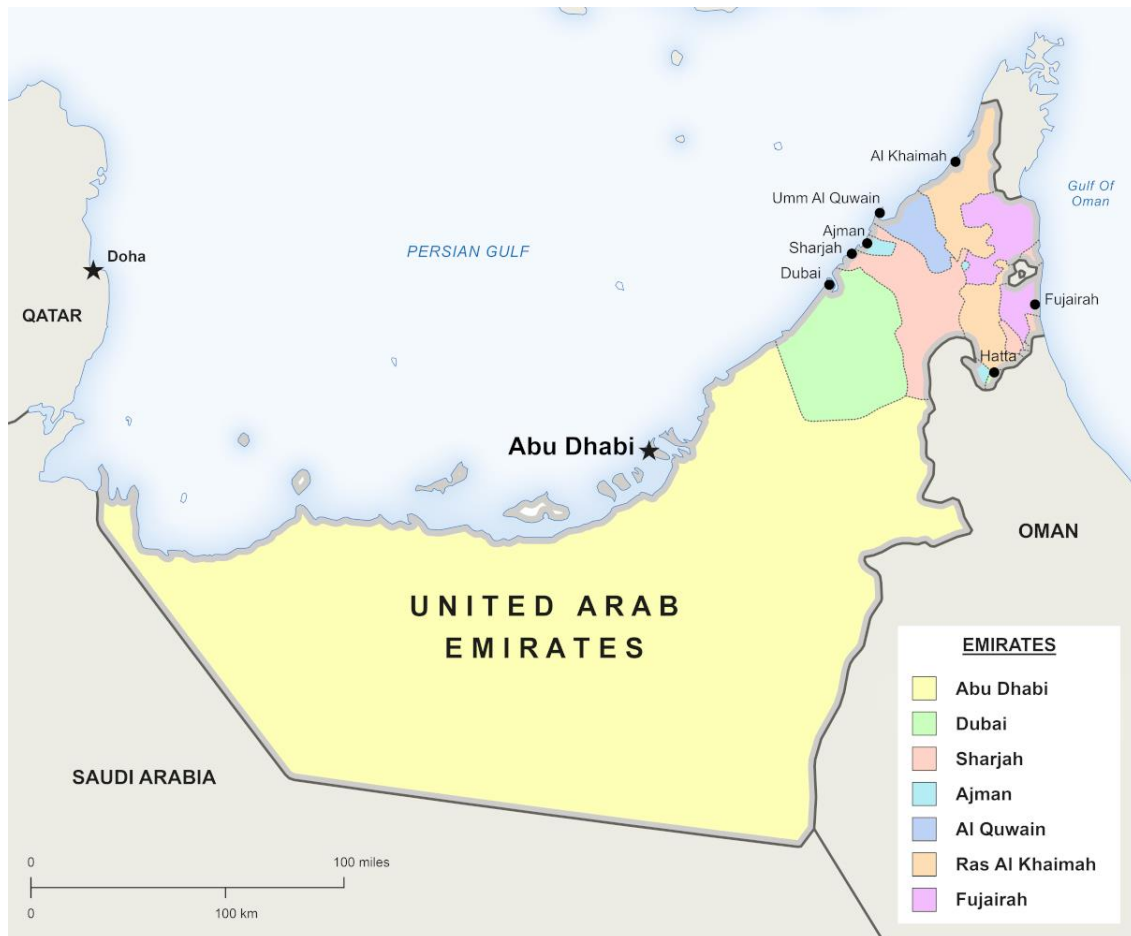 Al Khaimah
Gulf Of
Oman
Umm Al Quwain
Ajman
Sharjah
Dubai
PERSIAN GULF
Doha
QATAR
Fujairah
Hatta
Abu Dhabi
OMAN
UNITED ARAB
EMIRATES
SAUDI ARABIA
EMIRATES
Abu Dhabi
Dubai
Sharjah
Ajman
Al Quwain
Ras Al Khaimah
Fujairah
0 100 miles
0 100 km